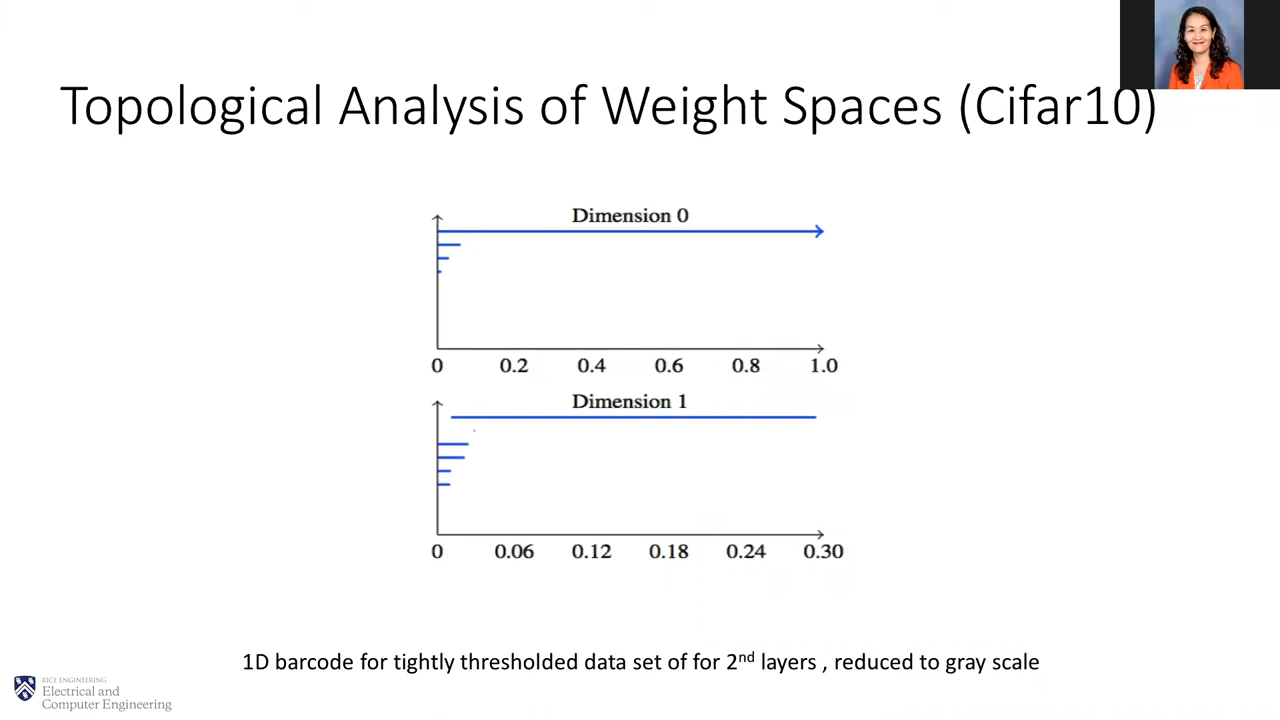 Topological Analysis of Weight Spaces (Cifar10)
Dimension 0
0 0.2 0.4 0.6 0.8 1.0
Dimension 1
0 0.06 0.12 0.18 0.24 0.30
1D barcode for tightly thresholded data set of for 2nd layers , reduced to gray scale
RICE ENGINEERING
Electrical and
Computer Engineering